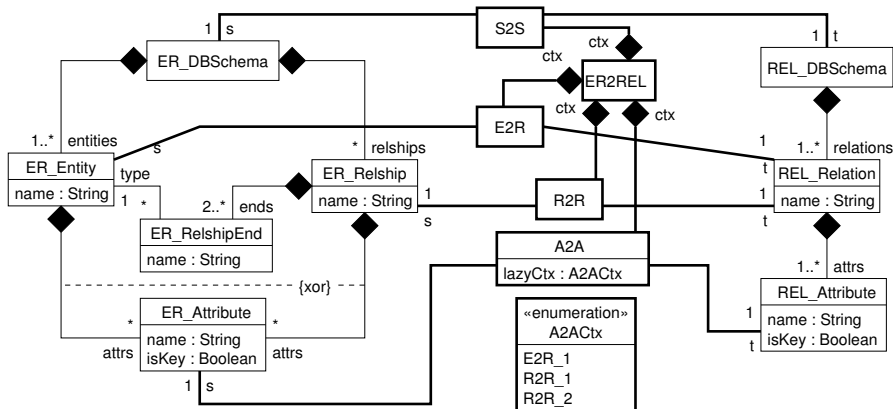 1 s
S2S
ctx
1 t
ER_DBSchema
ctx
ER2REL
REL_DBSchema
ctx
ctx
1..* entities
E2R
* relships
1..* relations
s
1
t
ER_Entity
name : String
type
1
*
2..* ends
ER_Relship
name : String
1
s
R2R
1
t
REL_Relation
name : String
ER_RelshipEnd
name : String
A2A
lazyCtx : A2ACtx
1..* attrs
{xor}
ER_Attribute
name : String
isKey : Boolean
*
attrs
*
attrs
1 s
«enumeration»
A2ACtx
E2R_1
R2R_1
R2R_2
1
t
REL_Attribute
name : String
isKey : Boolean